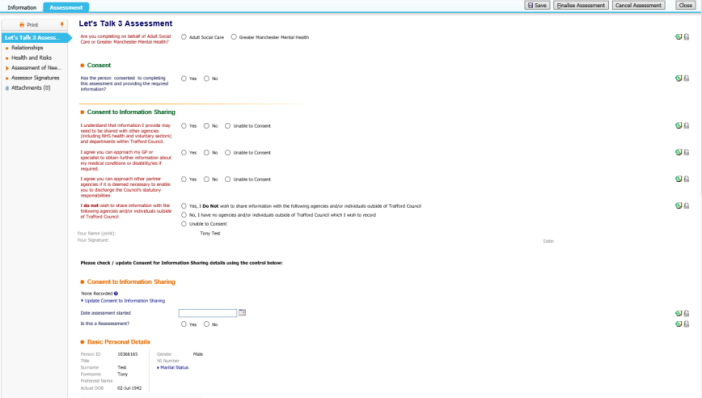 Information
Assessment
Save
Finalise Assessment
Cancel Assessment
Close
Print
Let's Talk 3 Assess...
Relationships
Health and Risks
Assessment of Nee...
Assessor Signatures
Attachments (0)
Let's Talk 3 Assessment
Are you completing on behalf of Adult Social
Care or Greater Manchester Mental Health?
Adult Social Care
Greater Manchester Mental Health
Consent
Has the person consented to completing
this assessment and providing the required
information?
Yes
No
Consent to Information Sharing
I understand that information I provide may
need to be shared with other agencies
(including NHS health and voluntary sectors)
and departments within Trafford Council.
Yes
No
Unable to Consent
I agree you can approach my GP or
specialist to obtain further information about
my medical conditions or disability/ies if
required.
Yes
No
Unable to Consent
I agree you can approach other partner
agencies if it is deemed necessary to enable
you to discharge the Council's statutory
responsibilities
Yes
No
Unable to Consent
I do not wish to share information with the
following agencies and/or individuals outside
of Trafford Council
Yes, I Do Not wish to share information with the following agencies and/or individuals outside of Trafford Council
No, I have no agencies and/or individuals outside of Trafford Council which I wish to record
Unable to Consent
Your Name (print):
Tony Test
Your Signature:
Date:
Please check / update Consent for Information Sharing details using the control below:
Consent to Information Sharing
None Recorded
Update Consent to Information Sharing
Date assessment started
Is this a Reassessment?
Yes
No
Basic Personal Details
Person ID
Gender
Male
Title
NI Number
Surname
Test
Marital Status
Forename
Tony
Preferred Name
Actual DOB
02-Jul-1942